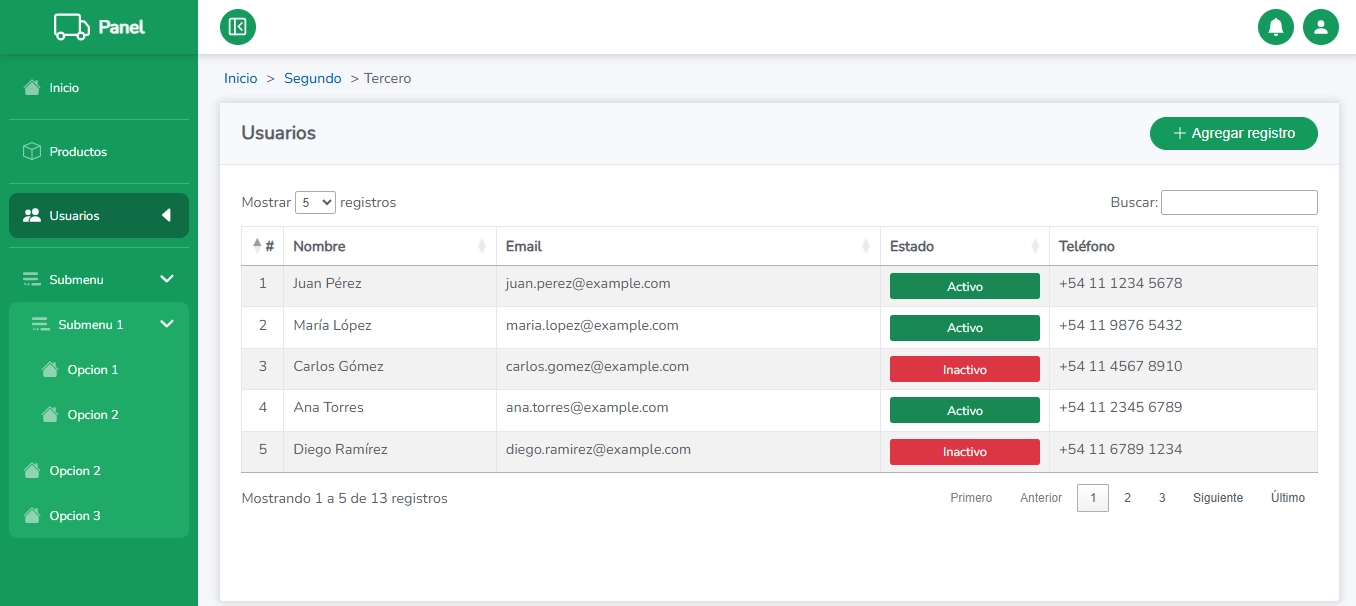 Panel
Inicio
Productos
Usuarios
Submenu
Submenu 1
Opcion 1
Opcion 2
Opcion 2
Opcion 3
Inicio > Segundo > Tercero
Usuarios
+ Agregar registro
Mostrar 5 registros
Buscar:
# Nombre Email Estado Teléfono
1 Juan Pérez juan.perez@example.com Activo +54 11 1234 5678
2 María López maria.lopez@example.com Activo +54 11 9876 5432
3 Carlos Gómez carlos.gomez@example.com Inactivo +54 11 4567 8910
4 Ana Torres ana.torres@example.com Activo +54 11 2345 6789
5 Diego Ramírez diego.ramirez@example.com Inactivo +54 11 6789 1234
Mostrando 1 a 5 de 13 registros
Primero Anterior 1 2 3 Siguiente Último